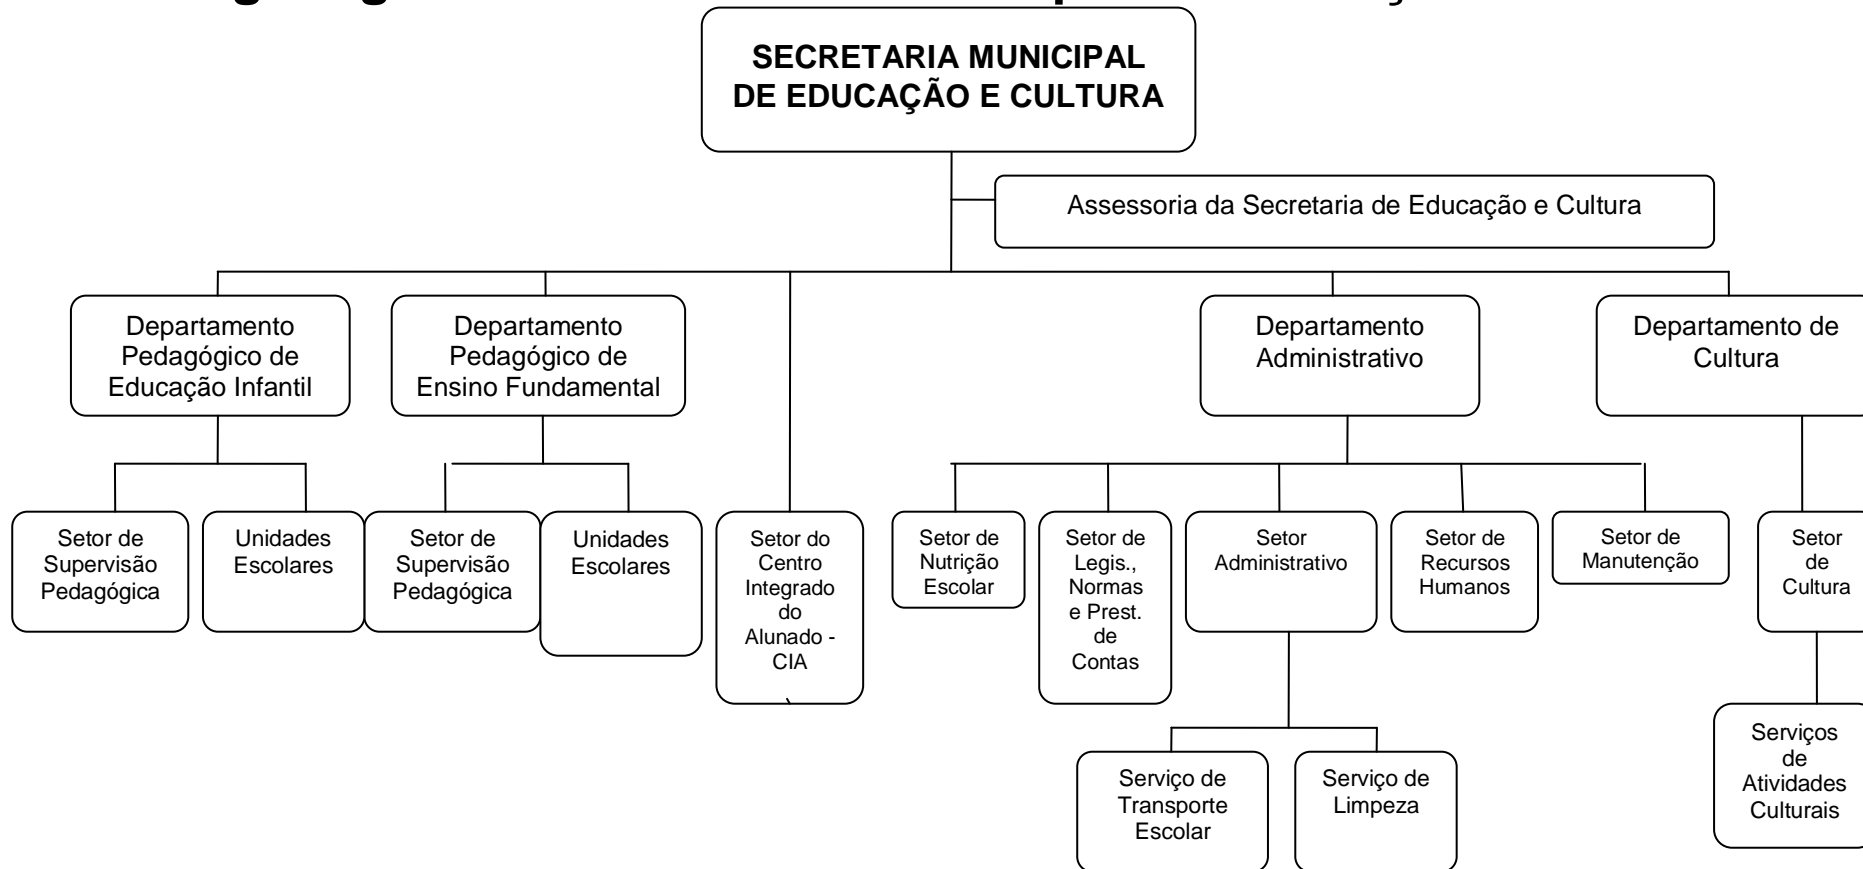 SECRETARIA MUNICIPAL
DE EDUCAÇÃO E CULTURA
Assessoria da Secretaria de Educação e Cultura
Departamento
Pedagógico de
Educação Infantil
Departamento
Pedagógico de
Ensino Fundamental
Departamento
Administrativo
Departamento de
Cultura
Setor de
Supervisão
Pedagógica
Unidades
Escolares
Setor de
Supervisão
Pedagógica
Unidades
Escolares
Setor do
Centro
Integrado
do
Alunado -
CIA
Setor de
Nutrição
Escolar
Setor de
Legis.,
Normas
e Prest.
de
Contas
Setor
Administrativo
Setor de
Recursos
Humanos
Setor de
Manutenção
Setor
de
Cultura
Serviço de
Transporte
Escolar
Serviço de
Limpeza
Serviços
de
Atividades
Culturais